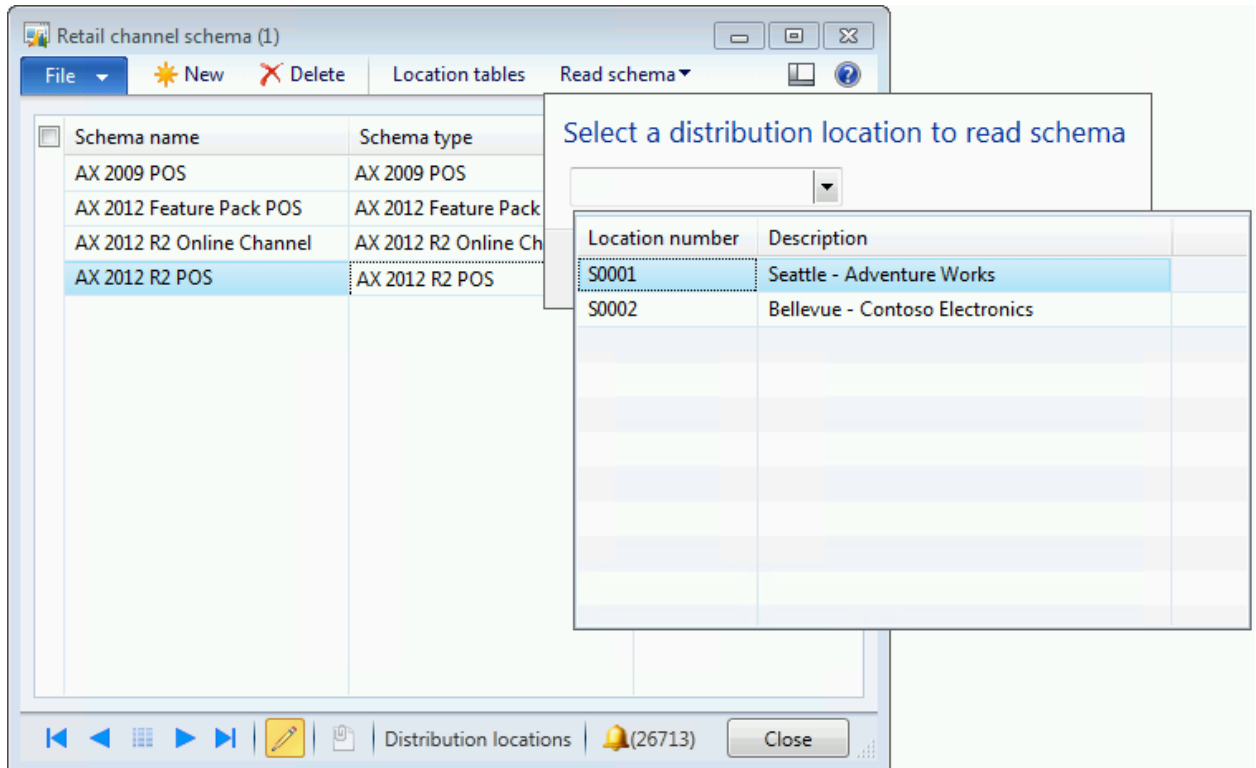 Retail channel schema (1)
File New Delete Location tables Read schema
Select a distribution location to read schema
Schema name Schema type
AX 2009 POS AX 2009 POS
AX 2012 Feature Pack POS AX 2012 Feature Pack
AX 2012 R2 Online Channel AX 2012 R2 Online Ch
AX 2012 R2 POS AX 2012 R2 POS
Location number Description
S0001 Seattle - Adventure Works
S0002 Bellevue - Contoso Electronics
Distribution locations (26713) Close